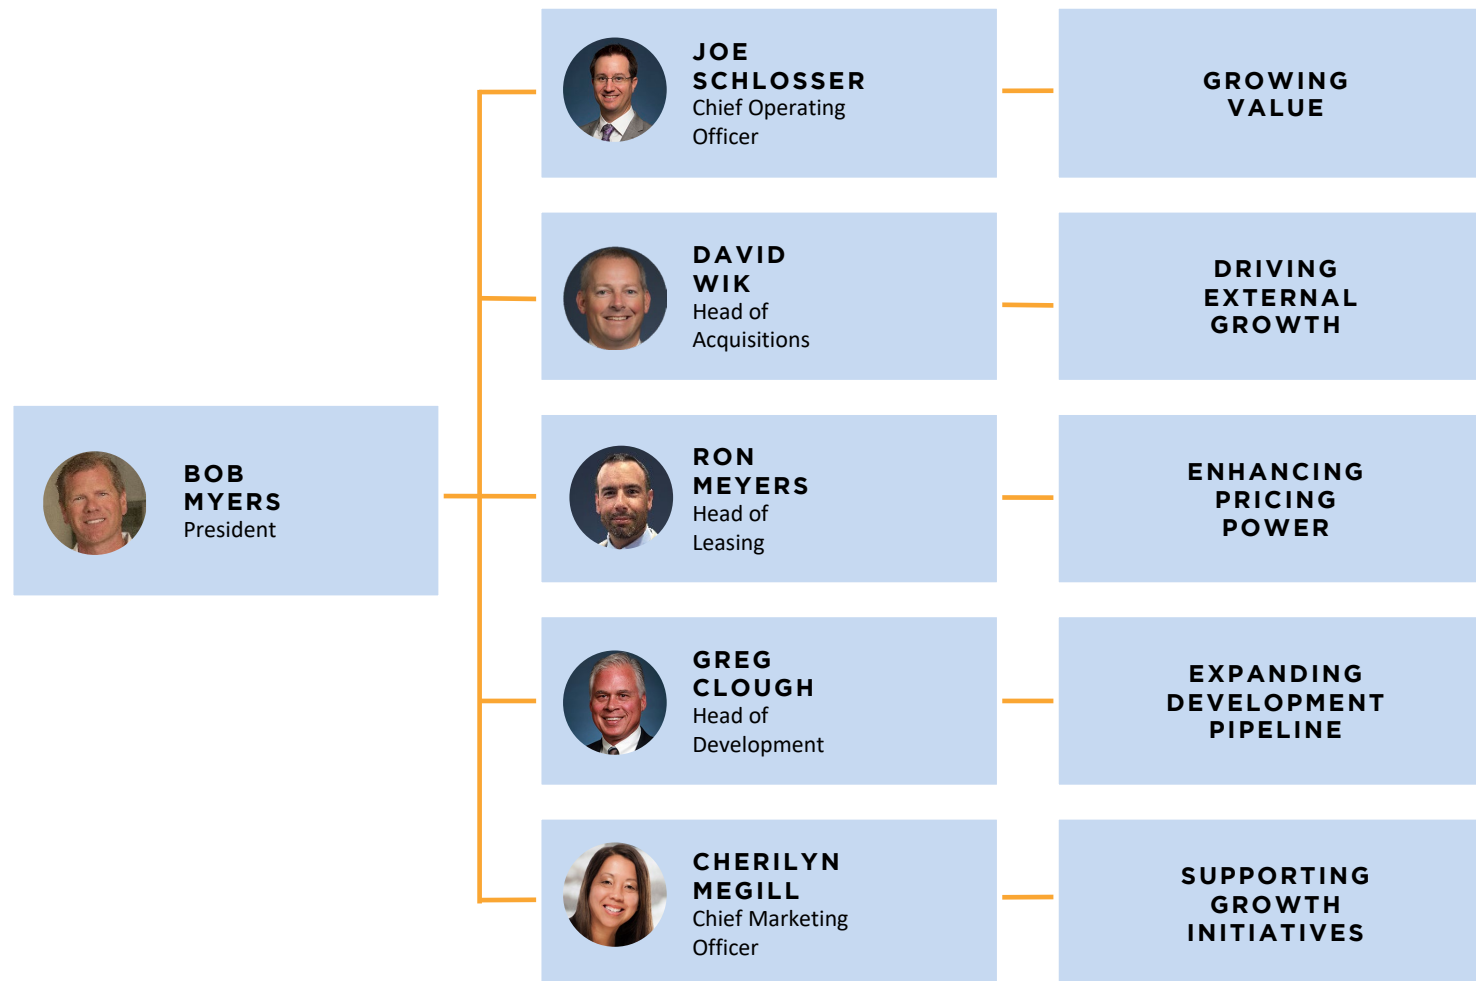 BOB
MYERS
President
JOE
SCHLOSSER
Chief Operating
Officer
GROWING
VALUE
DAVID
WIK
Head of
Acquisitions
DRIVING
EXTERNAL
GROWTH
RON
MEYERS
Head of
Leasing
ENHANCING
PRICING
POWER
GREG
CLOUGH
Head of
Development
EXPANDING
DEVELOPMENT
PIPELINE
CHERILYN
MEGILL
Chief Marketing
Officer
SUPPORTING
GROWTH
INITIATIVES